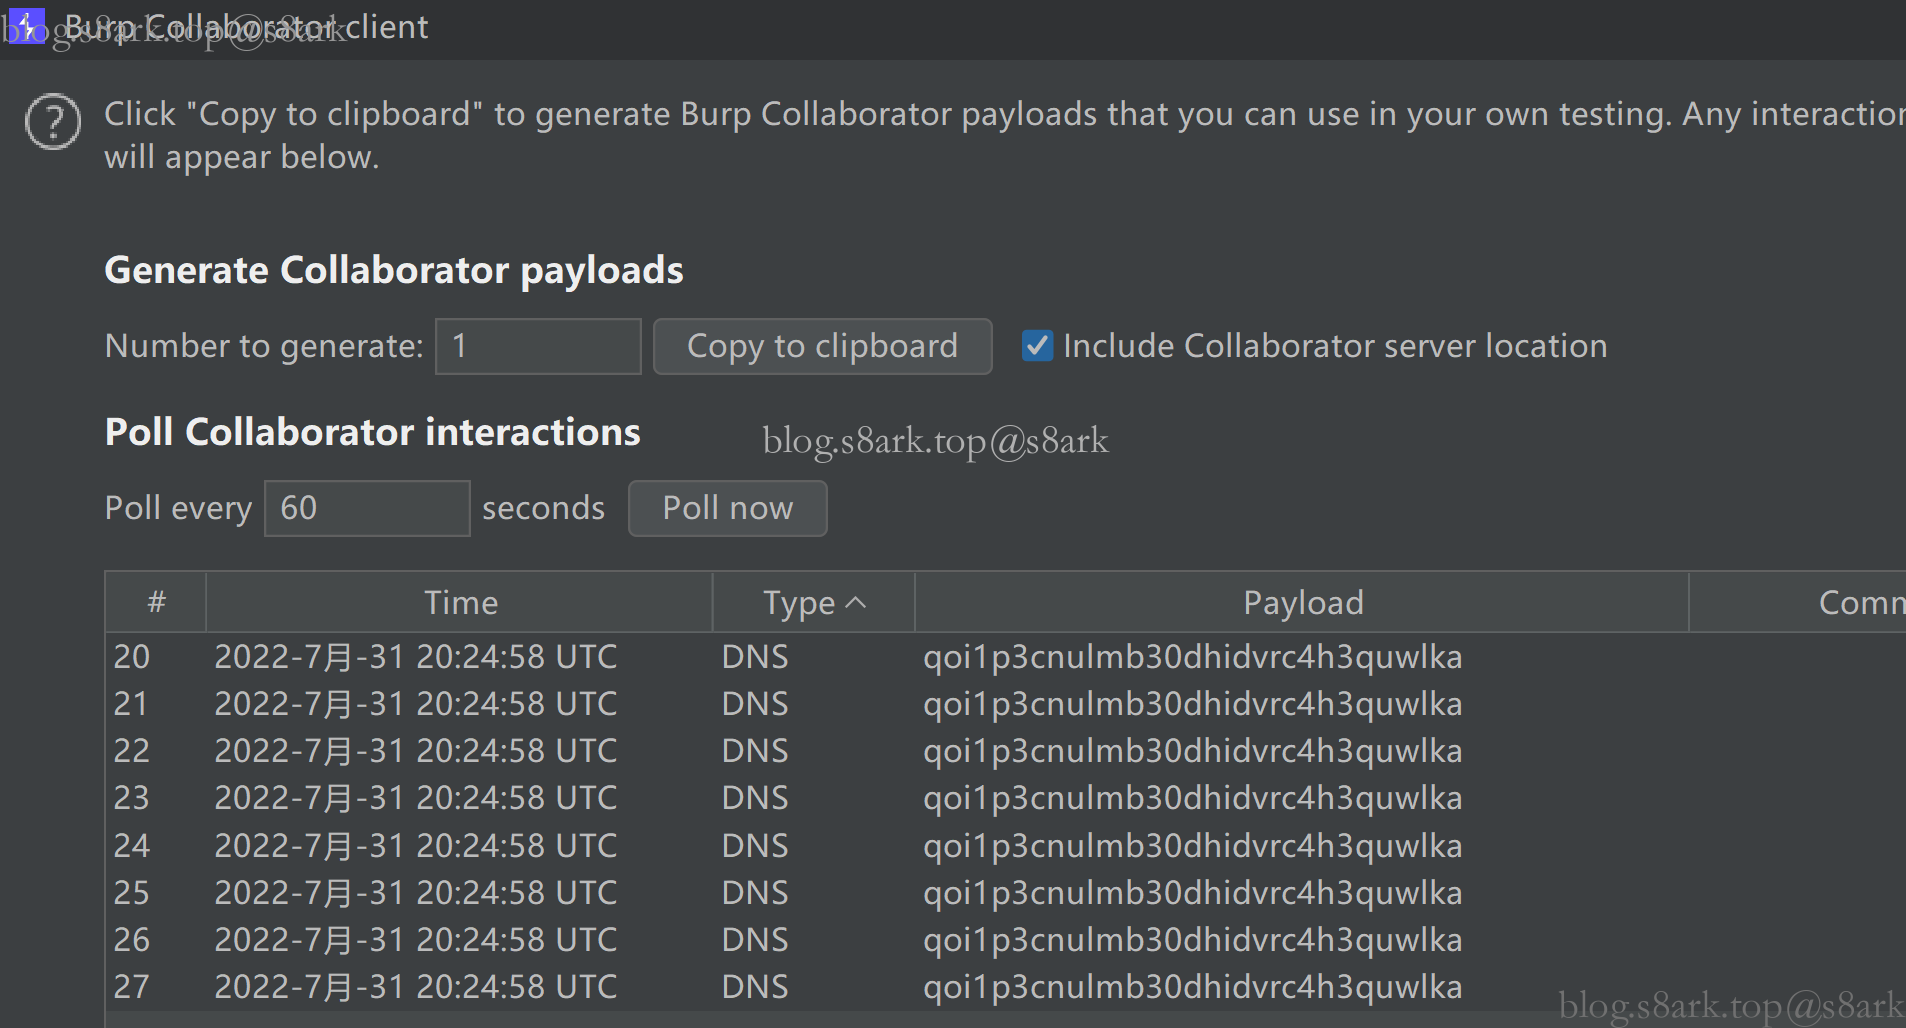 Burp Collaborator client
blog.s8ark.top@s8ark
Click "Copy to clipboard" to generate Burp Collaborator payloads that you can use in your own testing. Any interaction
will appear below.
Generate Collaborator payloads
Number to generate: 1 Copy to clipboard Include Collaborator server location
Poll Collaborator interactions
blog.s8ark.top@s8ark
Poll every 60 seconds Poll now
# Time Type Payload Comm
20 2022-7月-31 20:24:58 UTC DNS qoi1p3cnulmb30dhidvrc4h3quwlka
21 2022-7月-31 20:24:58 UTC DNS qoi1p3cnulmb30dhidvrc4h3quwlka
22 2022-7月-31 20:24:58 UTC DNS qoi1p3cnulmb30dhidvrc4h3quwlka
23 2022-7月-31 20:24:58 UTC DNS qoi1p3cnulmb30dhidvrc4h3quwlka
24 2022-7月-31 20:24:58 UTC DNS qoi1p3cnulmb30dhidvrc4h3quwlka
25 2022-7月-31 20:24:58 UTC DNS qoi1p3cnulmb30dhidvrc4h3quwlka
26 2022-7月-31 20:24:58 UTC DNS qoi1p3cnulmb30dhidvrc4h3quwlka
27 2022-7月-31 20:24:58 UTC DNS qoi1p3cnulmb30dhidvrc4h3quwlka
blog.s8ark.top@s8ark